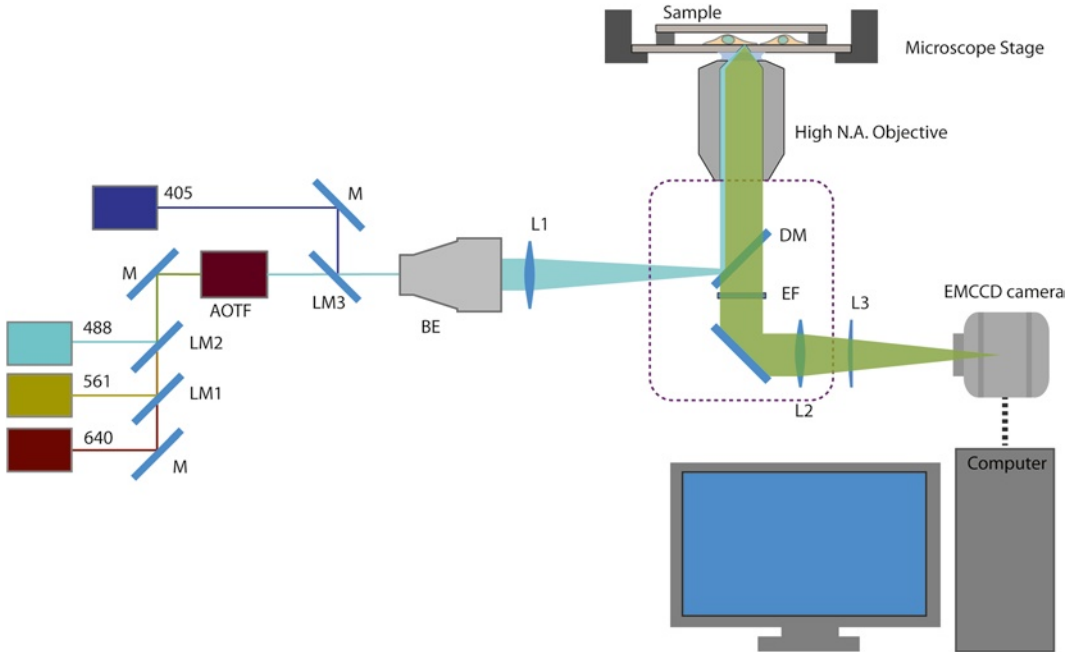 Sample
Microscope Stage
High N.A. Objective
405
M
L1
DM
M
AOTF
LM3
BE
EF
L3
EMCCD camera
488
LM2
561
LM1
L2
640
M
Computer